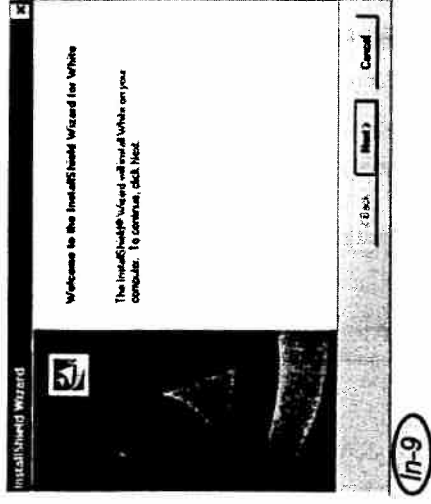 InstallShield Wizard
Welcome to the InstallShield Wizard for White
The InstallShield® Wizard will install White on your
computer. To continue, click Next.
< Back
Next >
Cancel
In-9